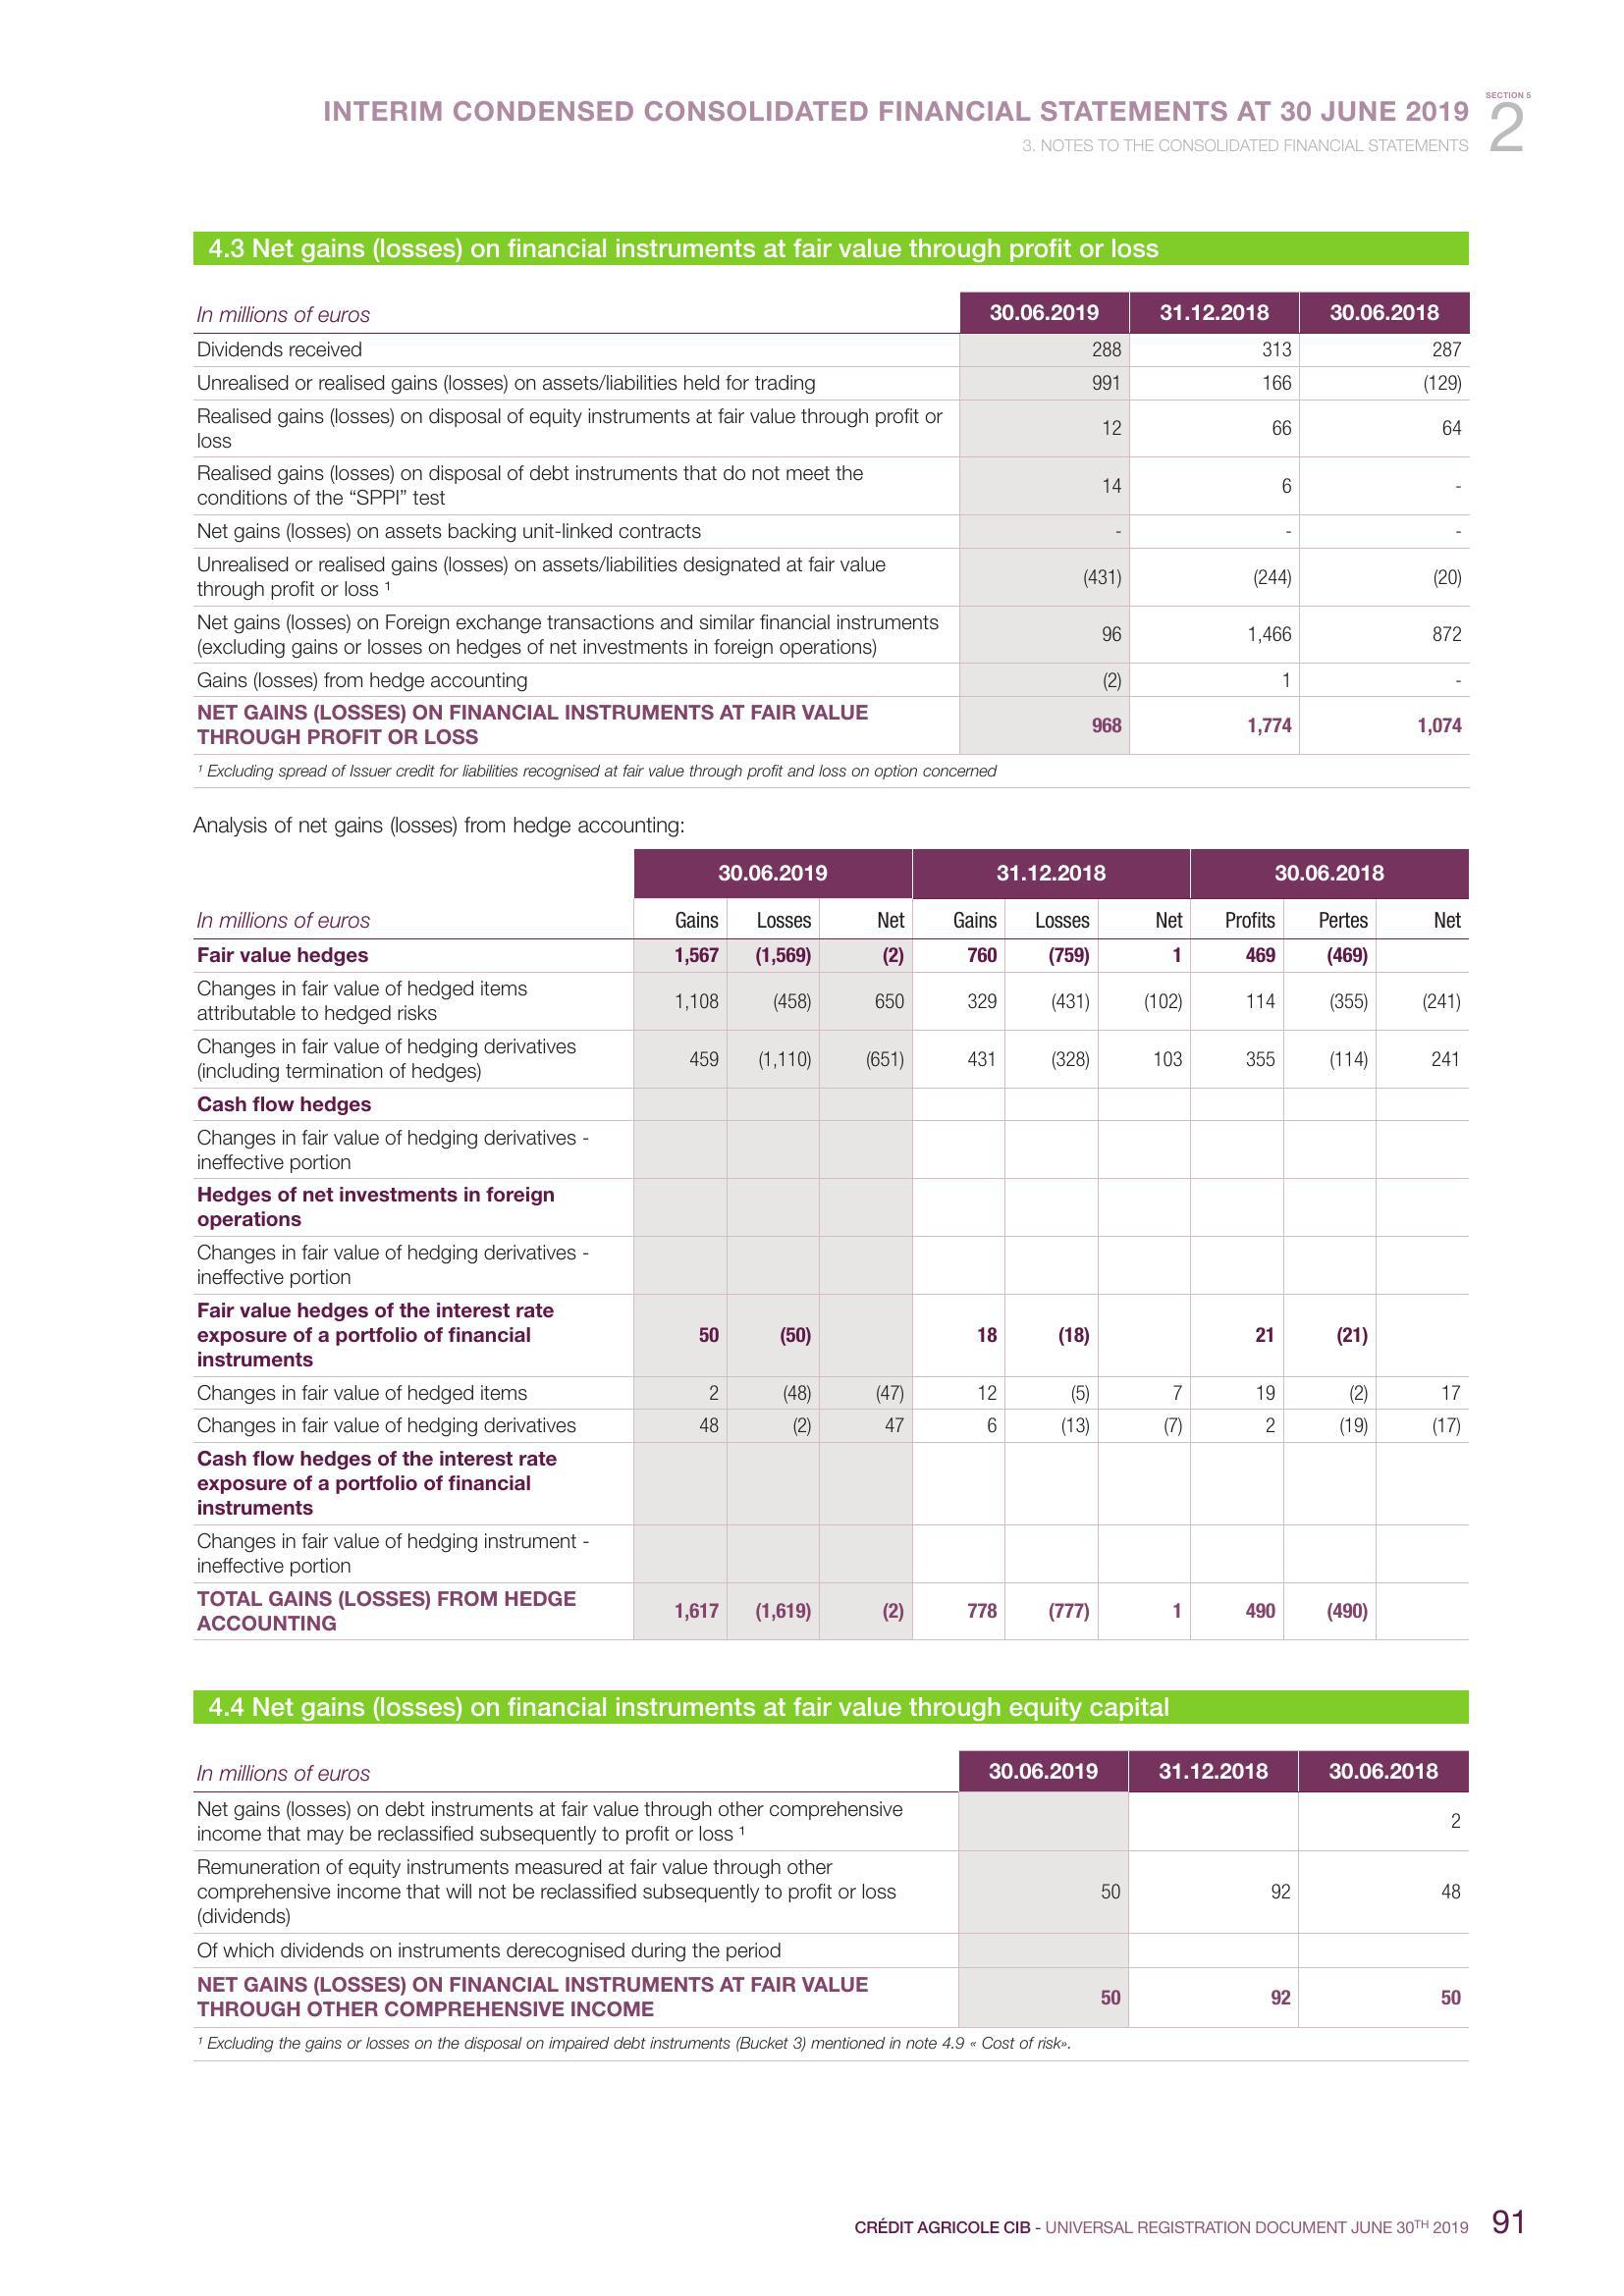 INTERIM CONDENSED CONSOLIDATED FINANCIAL STATEMENTS AT 30 JUNE 2019
3. NOTES TO THE CONSOLIDATED FINANCIAL STATEMENTS
SECTION 5
2
4.3 Net gains (losses) on financial instruments at fair value through profit or loss
In millions of euros 30.06.2019 31.12.2018 30.06.2018
Dividends received 288 313 287
Unrealised or realised gains (losses) on assets/liabilities held for trading 991 166 (129)
Realised gains (losses) on disposal of equity instruments at fair value through profit or
loss 12 66 64
Realised gains (losses) on disposal of debt instruments that do not meet the
conditions of the “SPPI” test 14 6 -
Net gains (losses) on assets backing unit-linked contracts - - -
Unrealised or realised gains (losses) on assets/liabilities designated at fair value
through profit or loss ¹ (431) (244) (20)
Net gains (losses) on Foreign exchange transactions and similar financial instruments
(excluding gains or losses on hedges of net investments in foreign operations) 96 1,466 872
Gains (losses) from hedge accounting (2) 1 -
NET GAINS (LOSSES) ON FINANCIAL INSTRUMENTS AT FAIR VALUE
THROUGH PROFIT OR LOSS 968 1,774 1,074
¹ Excluding spread of Issuer credit for liabilities recognised at fair value through profit and loss on option concerned
Analysis of net gains (losses) from hedge accounting:
30.06.2019 31.12.2018 30.06.2018
In millions of euros Gains Losses Net Gains Losses Net Profits Pertes Net
Fair value hedges 1,567 (1,569) (2) 760 (759) 1 469 (469)
Changes in fair value of hedged items
attributable to hedged risks 1,108 (458) 650 329 (431) (102) 114 (355) (241)
Changes in fair value of hedging derivatives
(including termination of hedges) 459 (1,110) (651) 431 (328) 103 355 (114) 241
Cash flow hedges
Changes in fair value of hedging derivatives -
ineffective portion
Hedges of net investments in foreign
operations
Changes in fair value of hedging derivatives -
ineffective portion
Fair value hedges of the interest rate
exposure of a portfolio of financial
instruments 50 (50) 18 (18) 21 (21)
Changes in fair value of hedged items 2 (48) (47) 12 (5) 7 19 (2) 17
Changes in fair value of hedging derivatives 48 (2) 47 6 (13) (7) 2 (19) (17)
Cash flow hedges of the interest rate
exposure of a portfolio of financial
instruments
Changes in fair value of hedging instrument -
ineffective portion
TOTAL GAINS (LOSSES) FROM HEDGE
ACCOUNTING 1,617 (1,619) (2) 778 (777) 1 490 (490)
4.4 Net gains (losses) on financial instruments at fair value through equity capital
In millions of euros 30.06.2019 31.12.2018 30.06.2018
Net gains (losses) on debt instruments at fair value through other comprehensive
income that may be reclassified subsequently to profit or loss ¹ 2
Remuneration of equity instruments measured at fair value through other
comprehensive income that will not be reclassified subsequently to profit or loss
(dividends) 50 92 48
Of which dividends on instruments derecognised during the period
NET GAINS (LOSSES) ON FINANCIAL INSTRUMENTS AT FAIR VALUE
THROUGH OTHER COMPREHENSIVE INCOME 50 92 50
¹ Excluding the gains or losses on the disposal on impaired debt instruments (Bucket 3) mentioned in note 4.9 « Cost of risk».
CRÉDIT AGRICOLE CIB - UNIVERSAL REGISTRATION DOCUMENT JUNE 30TH 2019 91